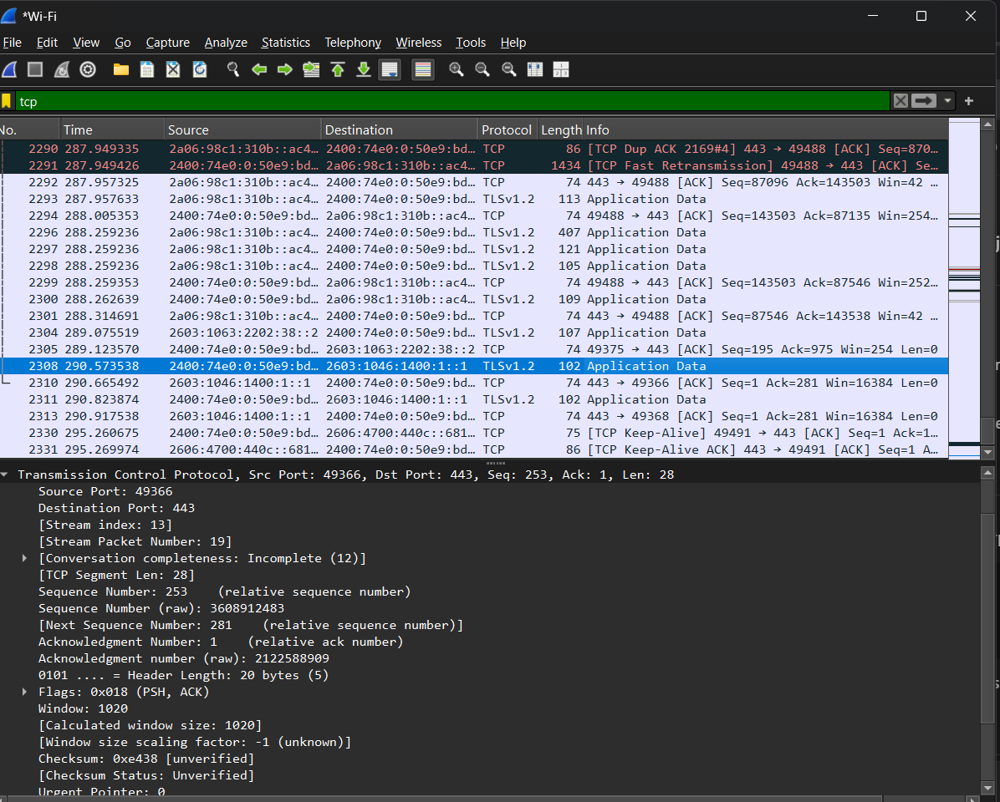 *Wi-Fi
File Edit View Go Capture Analyze Statistics Telephony Wireless Tools Help
tcp
No. Time Source Destination Protocol Length Info
2290 287.949335 2a06:98c1:310b::ac4… 2400:74e0:0:50e9:bd… TCP 86 [TCP Dup ACK 2169#4] 443 → 49488 [ACK] Seq=870…
2291 287.949426 2400:74e0:0:50e9:bd… 2a06:98c1:310b::ac4… TCP 1434 [TCP Fast Retransmission] 49488 → 443 [ACK] Se…
2292 287.957325 2a06:98c1:310b::ac4… 2400:74e0:0:50e9:bd… TCP 74 443 → 49488 [ACK] Seq=87096 Ack=143503 Win=42 …
2293 287.957633 2a06:98c1:310b::ac4… 2400:74e0:0:50e9:bd… TLSv1.2 113 Application Data
2294 288.005353 2400:74e0:0:50e9:bd… 2a06:98c1:310b::ac4… TCP 74 49488 → 443 [ACK] Seq=143503 Ack=87135 Win=254…
2296 288.259236 2a06:98c1:310b::ac4… 2400:74e0:0:50e9:bd… TLSv1.2 407 Application Data
2297 288.259236 2a06:98c1:310b::ac4… 2400:74e0:0:50e9:bd… TLSv1.2 121 Application Data
2298 288.259236 2a06:98c1:310b::ac4… 2400:74e0:0:50e9:bd… TLSv1.2 105 Application Data
2299 288.259353 2400:74e0:0:50e9:bd… 2a06:98c1:310b::ac4… TCP 74 49488 → 443 [ACK] Seq=143503 Ack=87546 Win=252…
2300 288.262639 2400:74e0:0:50e9:bd… 2a06:98c1:310b::ac4… TLSv1.2 109 Application Data
2301 288.314691 2a06:98c1:310b::ac4… 2400:74e0:0:50e9:bd… TCP 74 443 → 49488 [ACK] Seq=87546 Ack=143538 Win=42 …
2304 289.075519 2603:1063:2202:38::2 2400:74e0:0:50e9:bd… TLSv1.2 107 Application Data
2305 289.123570 2400:74e0:0:50e9:bd… 2603:1063:2202:38::2 TCP 74 49375 → 443 [ACK] Seq=195 Ack=975 Win=254 Len=0
2308 290.573538 2400:74e0:0:50e9:bd… 2603:1046:1400:1::1 TLSv1.2 102 Application Data
2310 290.665492 2603:1046:1400:1::1 2400:74e0:0:50e9:bd… TCP 74 443 → 49366 [ACK] Seq=1 Ack=281 Win=16384 Len=0
2311 290.823874 2400:74e0:0:50e9:bd… 2603:1046:1400:1::1 TLSv1.2 102 Application Data
2313 290.917538 2603:1046:1400:1::1 2400:74e0:0:50e9:bd… TCP 74 443 → 49368 [ACK] Seq=1 Ack=281 Win=16384 Len=0
2330 295.260675 2400:74e0:0:50e9:bd… 2606:4700:440c::681… TCP 75 [TCP Keep-Alive] 49491 → 443 [ACK] Seq=1 Ack=1…
2331 295.269974 2606:4700:440c::681… 2400:74e0:0:50e9:bd… TCP 86 [TCP Keep-Alive ACK] 443 → 49491 [ACK] Seq=1 A…
Transmission Control Protocol, Src Port: 49366, Dst Port: 443, Seq: 253, Ack: 1, Len: 28
Source Port: 49366
Destination Port: 443
[Stream index: 13]
[Stream Packet Number: 19]
[Conversation completeness: Incomplete (12)]
[TCP Segment Len: 28]
Sequence Number: 253 (relative sequence number)
Sequence Number (raw): 3608912483
[Next Sequence Number: 281 (relative sequence number)]
Acknowledgment Number: 1 (relative ack number)
Acknowledgment number (raw): 2122588909
0101 .... = Header Length: 20 bytes (5)
Flags: 0x018 (PSH, ACK)
Window: 1020
[Calculated window size: 1020]
[Window size scaling factor: -1 (unknown)]
Checksum: 0xe438 [unverified]
[Checksum Status: Unverified]
Urgent Pointer: 0